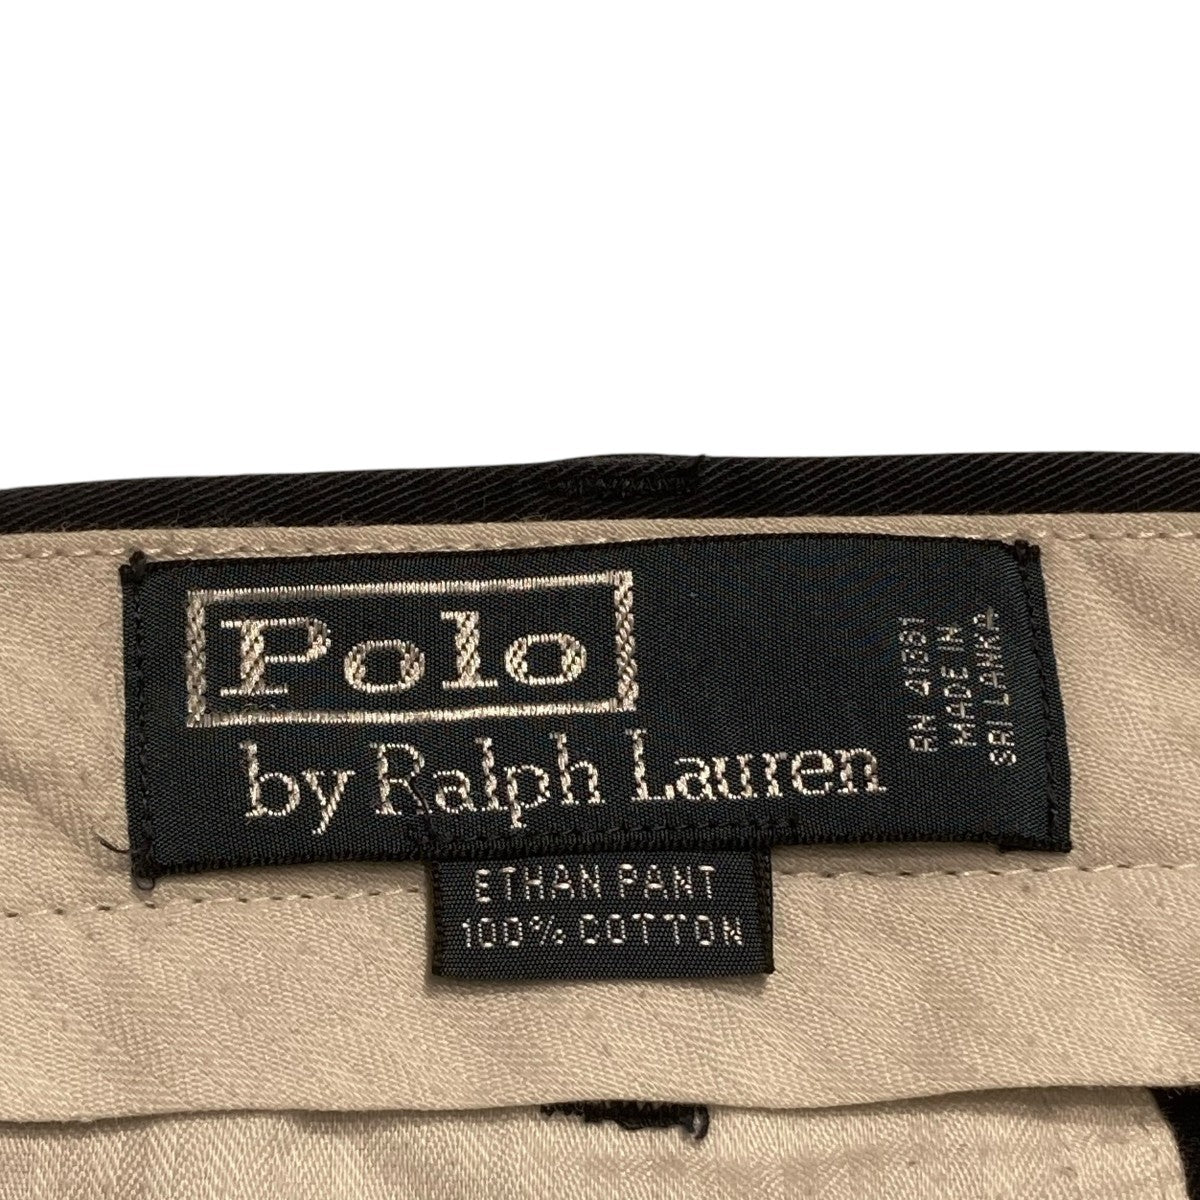 Polo
by Ralph Lauren
RN 41381
MADE IN
SRI LANKA
ETHAN PANT
100% COTTON